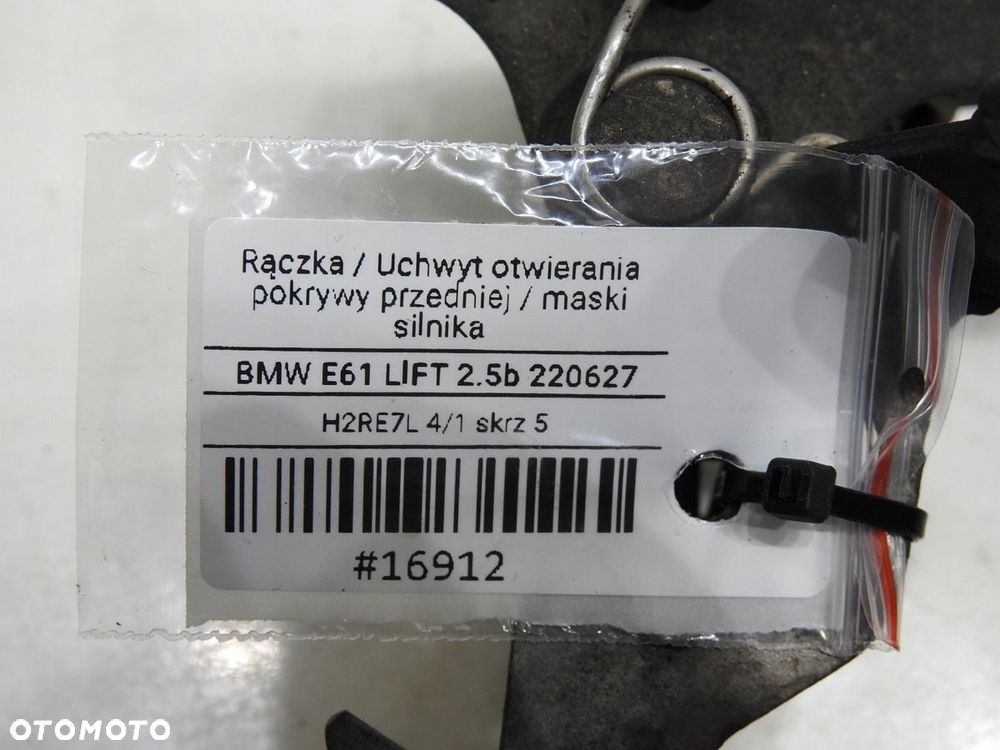 Rączka / Uchwyt otwierania
pokrywy przedniej / maski
silnika
BMW E61 LIFT 2.5b 220627
H2RE7L 4/1 skrz 5
#16912
OTOMOTO